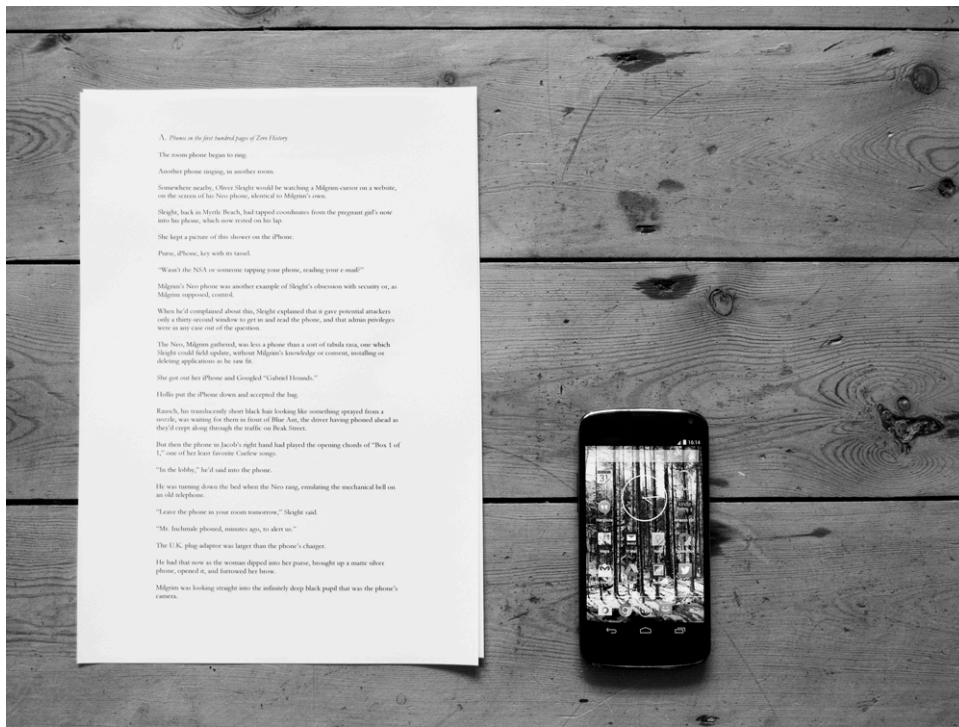 A. Phones in the first hundred pages of Zero History
The room phone began to ring.
Another phone ringing, in another room.
Somewhere nearby, Oliver Sleight would be watching a Milgrim-cursor on a website,
on the screen of his Neo phone, identical to Milgrim's own.
Sleight, back in Myrtle Beach, had tapped coordinates from the pregnant girl's note
into his phone, which now rested on his lap.
She kept a picture of this shower on the iPhone.
Purse, iPhone, key with its tassel.
"Wasn't the NSA or someone tapping your phone, reading your e-mail?"
Milgrim's Neo phone was another example of Sleight's obsession with security or, as
Milgrim supposed, control.
When he'd complained about this, Sleight explained that it gave potential attackers
only a thirty-second window to get in and read the phone, and that admin privileges
were in any case out of the question.
The Neo, Milgrim gathered, was less a phone than a sort of tabula rasa, one which
Sleight could field-update, without Milgrim's knowledge or consent, installing or
deleting applications as he saw fit.
She got out her iPhone and Googled "Gabriel Hounds."
Hollis put the iPhone down and accepted the bag.
Rausch, his translucently short black hair looking like something sprayed from a
nozzle, was waiting for them in front of Blue Ant, the driver having phoned ahead as
they'd crept along through the traffic on Beak Street.
But then the phone in Jacob's right hand had played the opening chords of "Box 1 of
1," one of her least favorite Curfew songs.
"In the lobby," he'd said into the phone.
He was turning down the bed when the Neo rang, emulating the mechanical bell on
an old telephone.
"Leave the phone in your room tomorrow," Sleight said.
"Mr. Inchmale phoned, minutes ago, to alert us."
The U.K. plug-adaptor was larger than the phone's charger.
He had that now as the woman dipped into her purse, brought up a matte silver
phone, opened it, and furrowed her brow.
Milgrim was looking straight into the infinitely deep black pupil that was the phone's
camera.
16:14
31